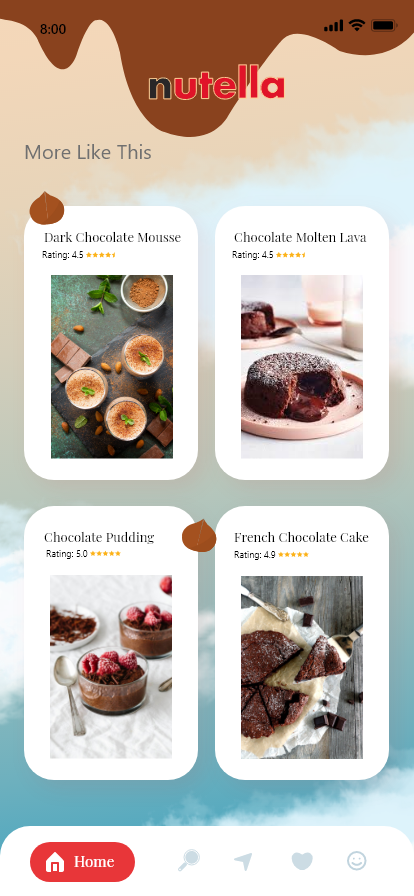 8:00
nutella
More Like This
Dark Chocolate Mousse
Rating: 4.5
Chocolate Molten Lava
Rating: 4.5
Chocolate Pudding
Rating: 5.0
French Chocolate Cake
Rating: 4.9
Home